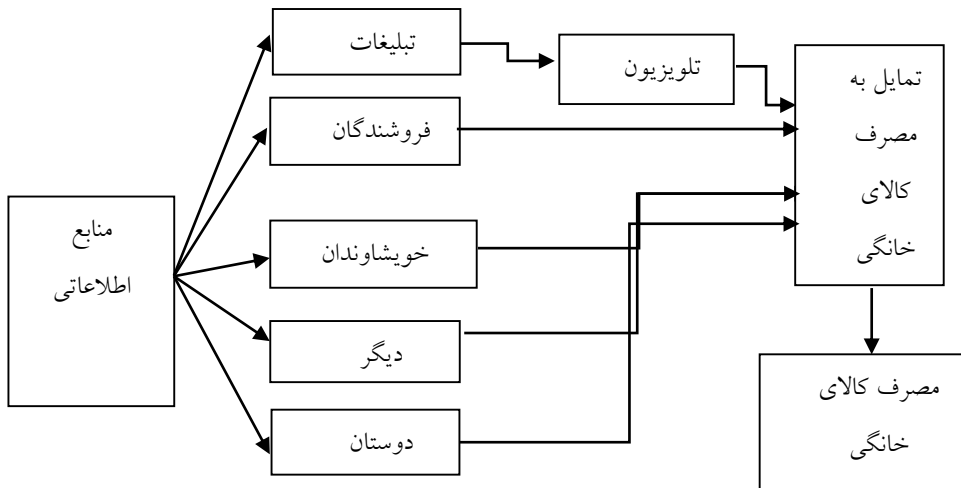 منابع
اطلاعاتی
تبلیغات
فروشندگان
خویشاوندان
دیگر
دوستان
تلویزیون
تمایل به
مصرف
کالای
خانگی
مصرف کالای
خانگی